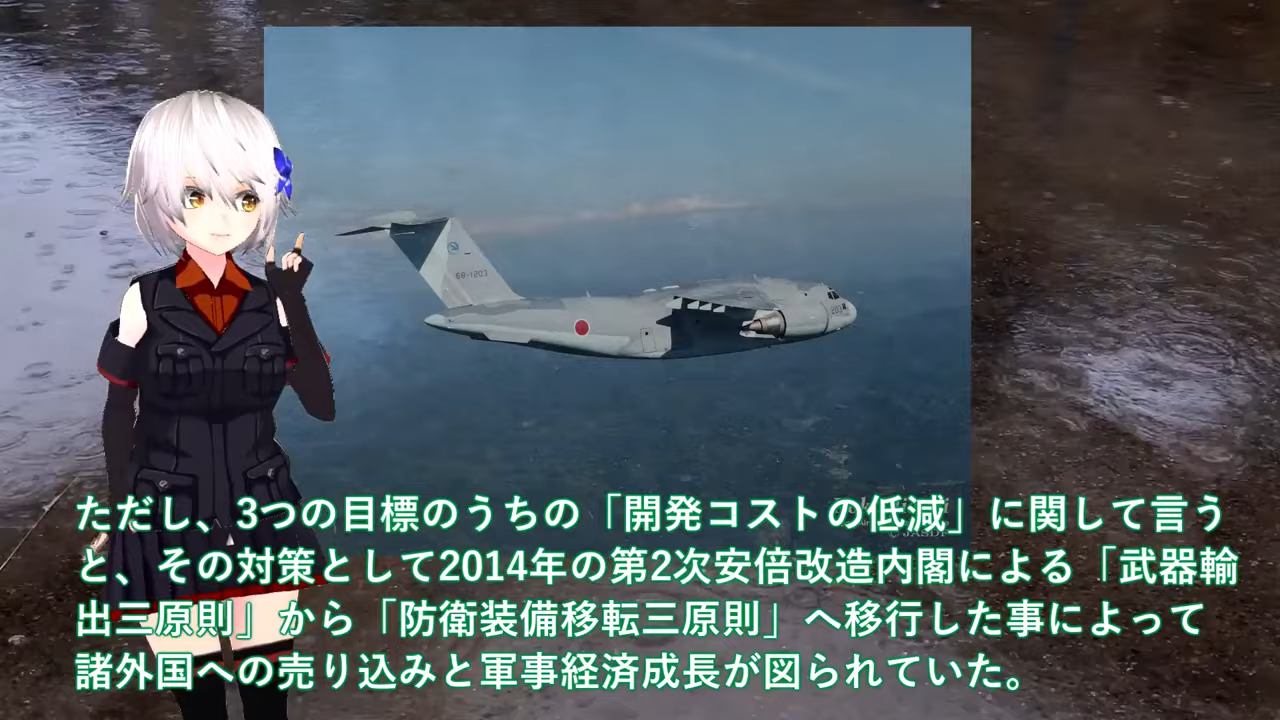 68-1203
203
ただし、3つの目標のうちの「開発コストの低減」に関して言う
と、その対策として2014年の第2次安倍改造内閣による「武器輸
出三原則」から「防衛装備移転三原則」へ移行した事によって
諸外国への売り込みと軍事経済成長が図られていた。
© JASDF